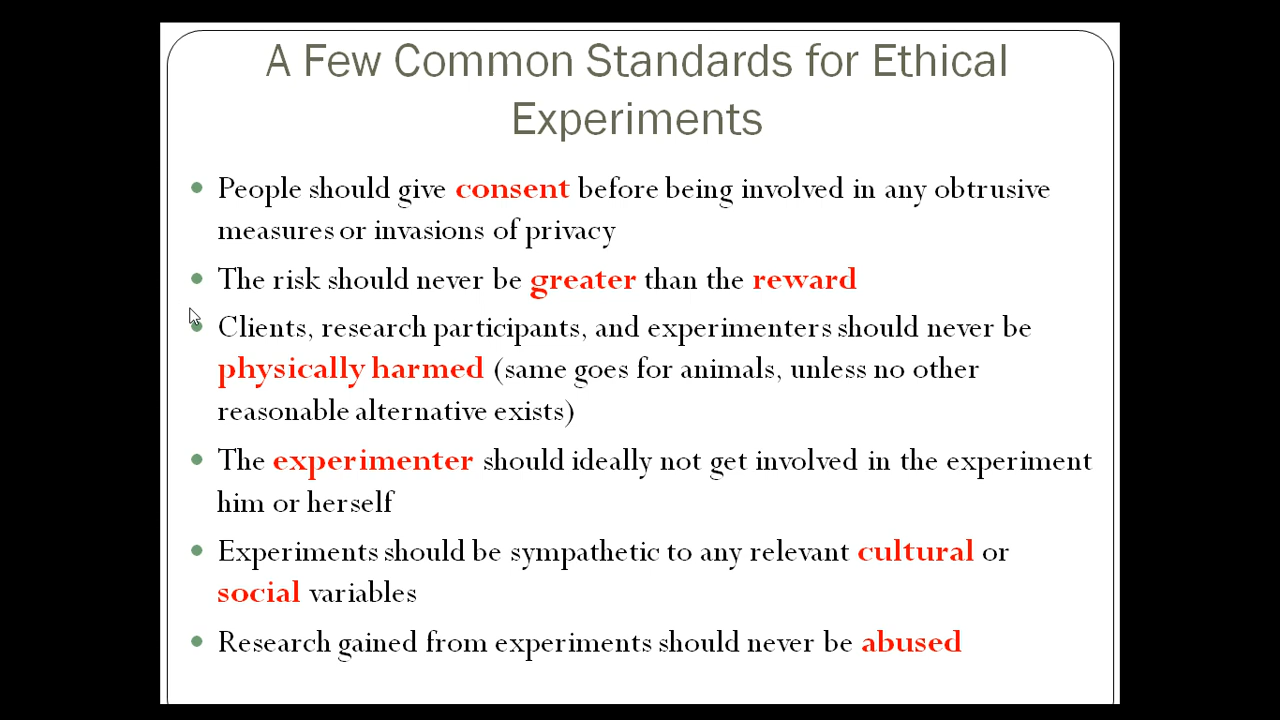 A Few Common Standards for Ethical
Experiments
People should give consent before being involved in any obtrusive
measures or invasions of privacy
The risk should never be greater than the reward
Clients, research participants, and experimenters should never be
physically harmed (same goes for animals, unless no other
reasonable alternative exists)
The experimenter should ideally not get involved in the experiment
him or herself
Experiments should be sympathetic to any relevant cultural or
social variables
Research gained from experiments should never be abused